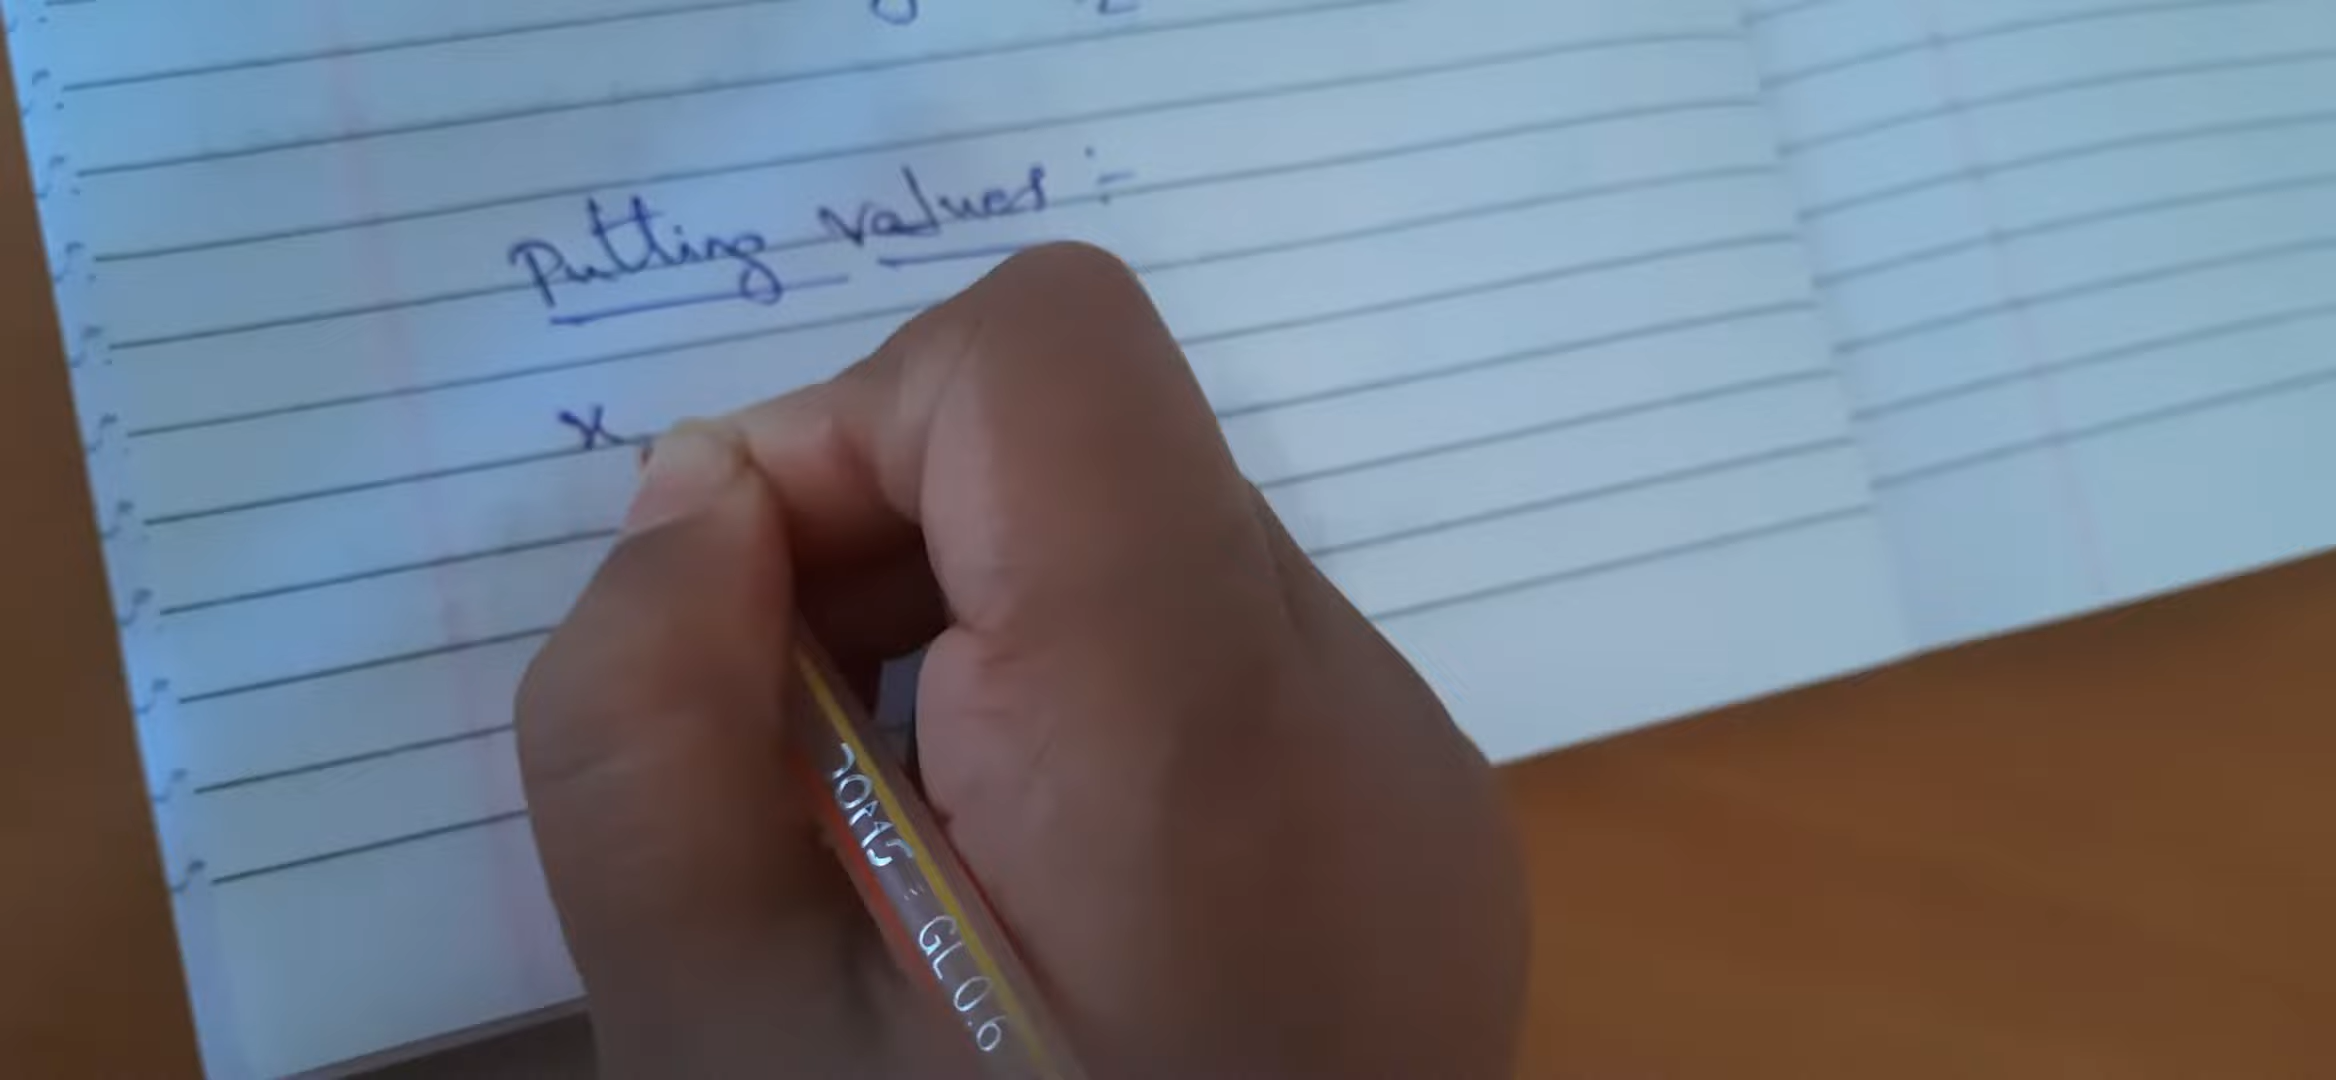 Putting values :-
x
DOMS = GL 0.6